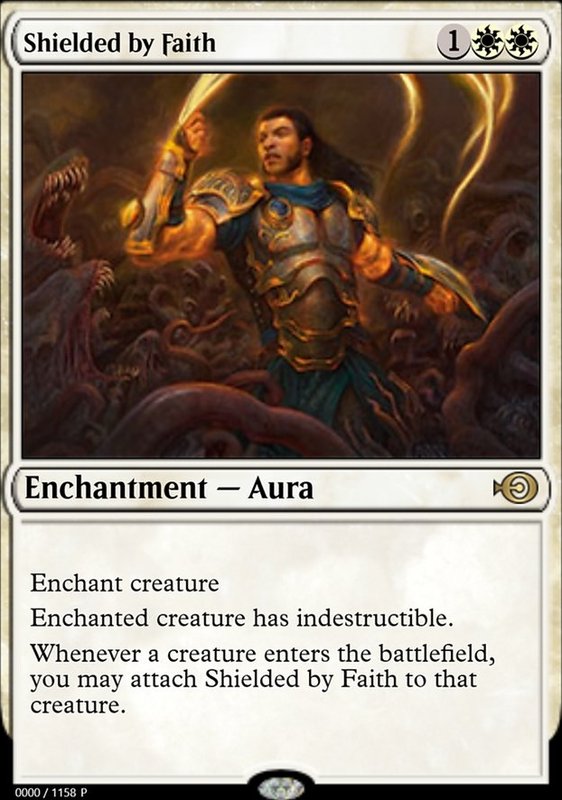 Shielded by Faith 1
Enchantment — Aura
Enchant creature
Enchanted creature has indestructible.
Whenever a creature enters the battlefield,
you may attach Shielded by Faith to that
creature.
0000 / 1158 P